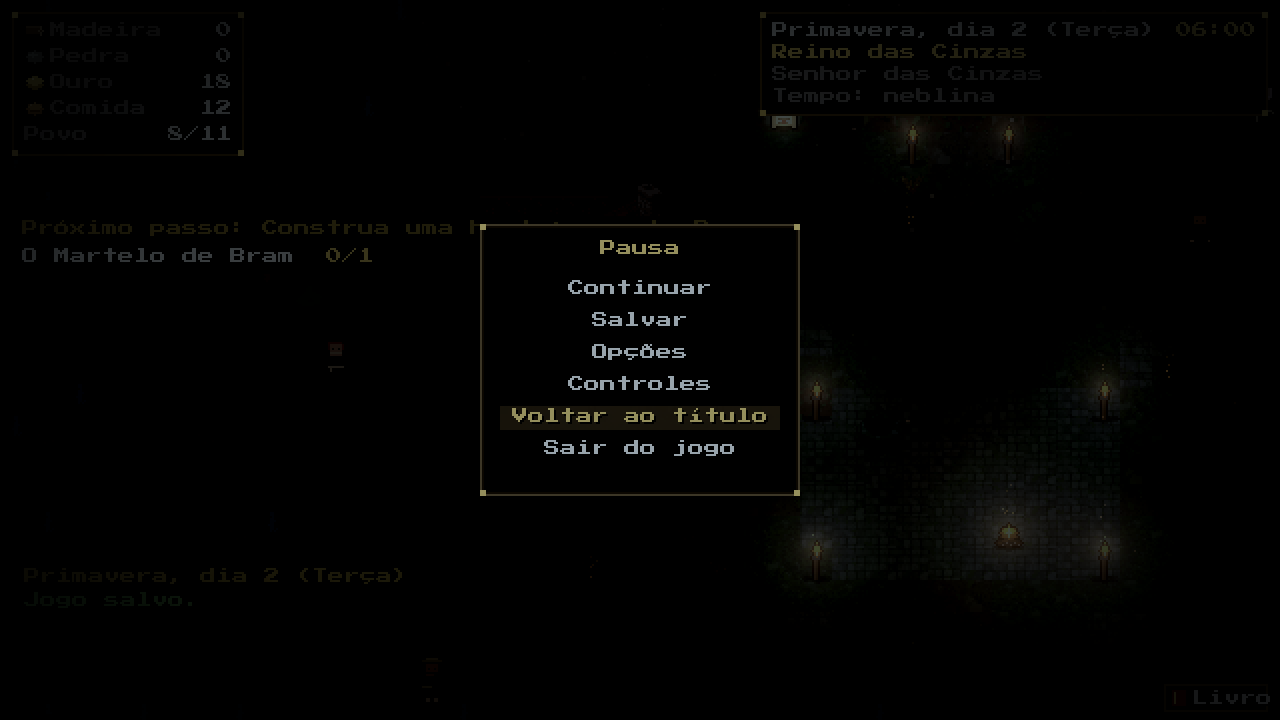 Madeira 0
Pedra 0
Ouro 18
Comida 12
Povo 8/11
Primavera, dia 2 (Terça) 06:00
Reino das Cinzas
Senhor das Cinzas
Tempo: neblina
Próximo passo: Construa uma
O Martelo de Bram 0/1
Pausa
Continuar
Salvar
Opções
Controles
Voltar ao título
Sair do jogo
Primavera, dia 2 (Terça)
Jogo salvo.
Livro